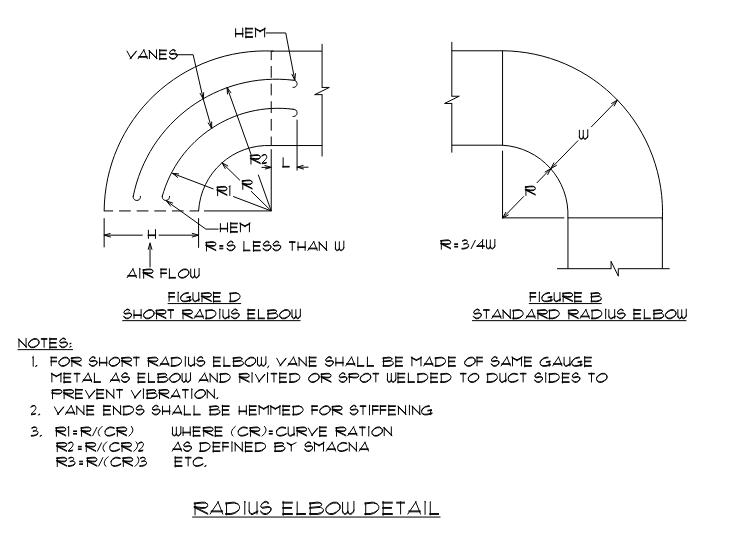 HEM
VANES
R2
L
R1
R
HEM
H
R=S LESS THAN W
AIR FLOW
FIGURE D
SHORT RADIUS ELBOW
W
R
R=3/4W
FIGURE B
STANDARD RADIUS ELBOW
NOTES:
1. FOR SHORT RADIUS ELBOW, VANE SHALL BE MADE OF SAME GAUGE
METAL AS ELBOW AND RIVITED OR SPOT WELDED TO DUCT SIDES TO
PREVENT VIBRATION.
2. VANE ENDS SHALL BE HEMMED FOR STIFFENING
3. R1=R/(CR) WHERE (CR)=CURVE RATION
R2=R/(CR)2 AS DEFINED BY SMACNA
R3=R/(CR)3 ETC.
RADIUS ELBOW DETAIL